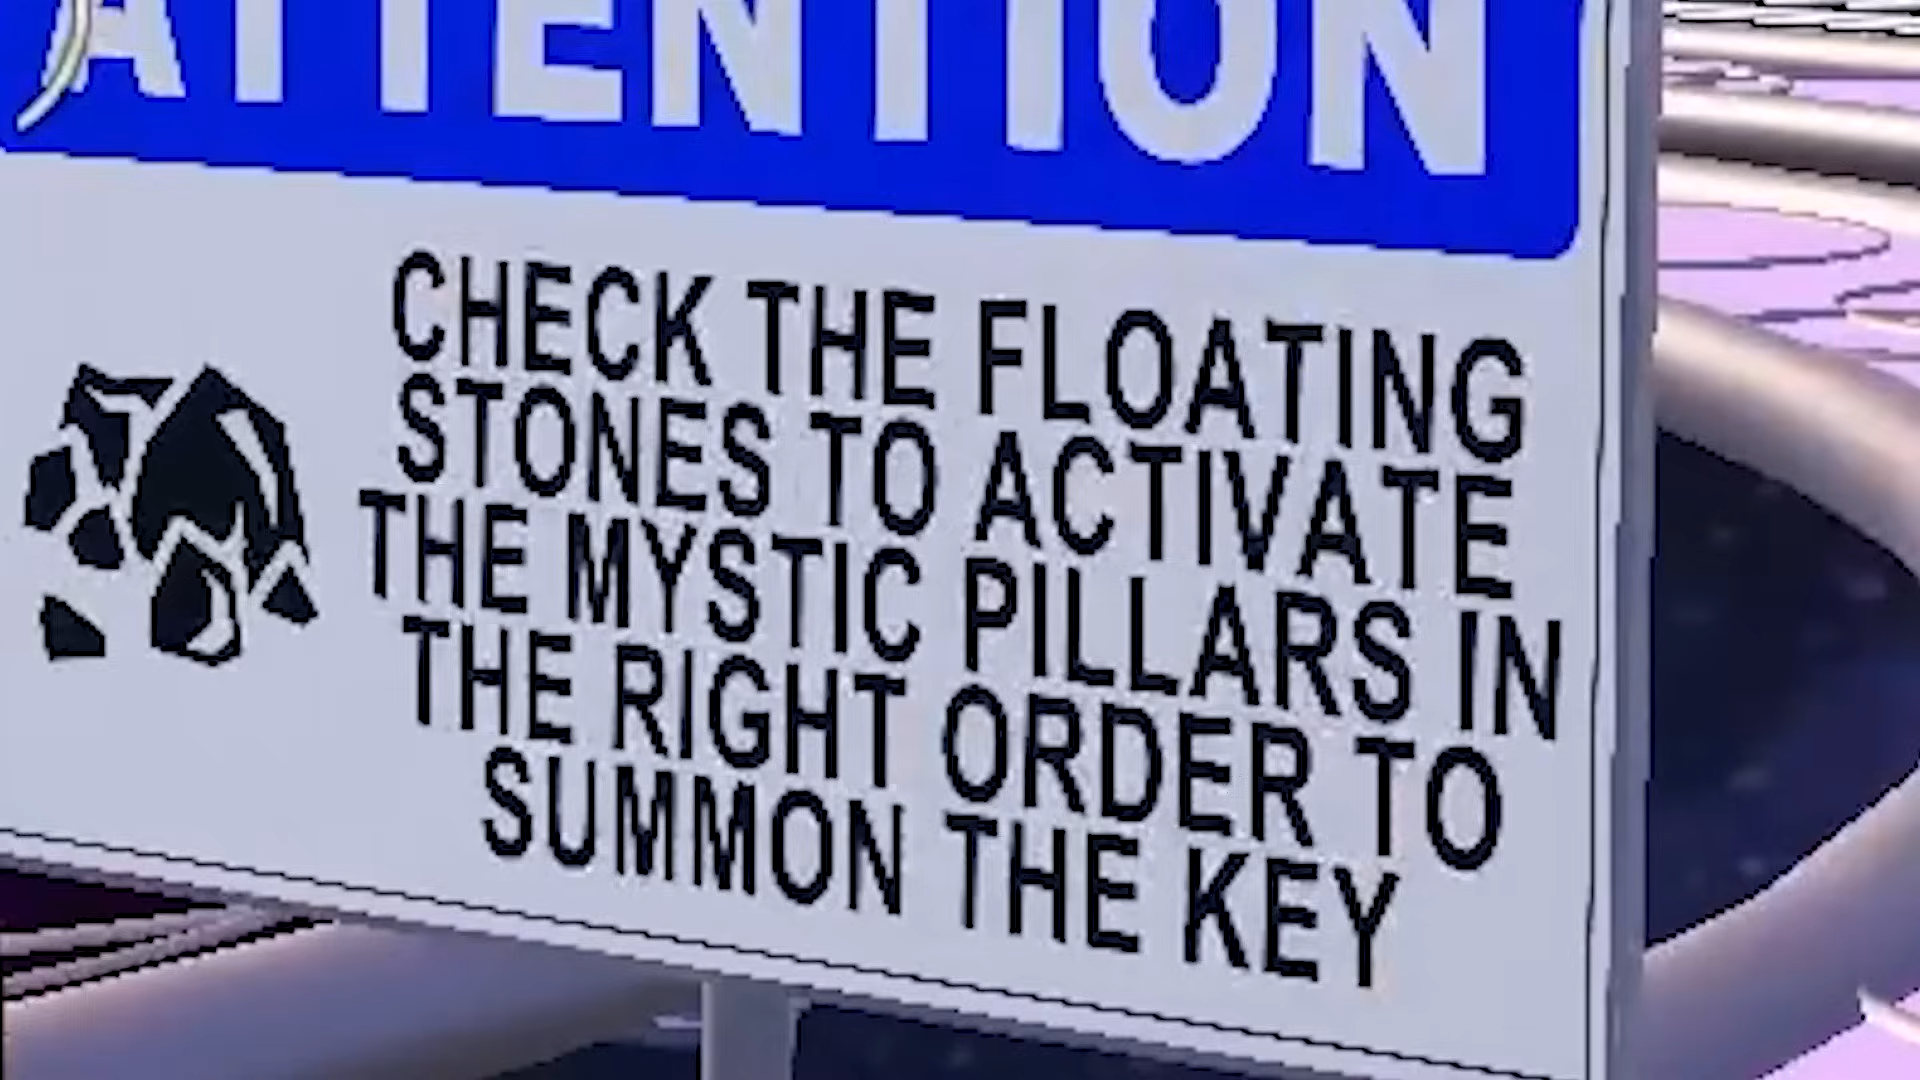 ATTENTION
CHECK THE FLOATING
STONES TO ACTIVATE
THE MYSTIC PILLARS IN
THE RIGHT ORDER TO
SUMMON THE KEY